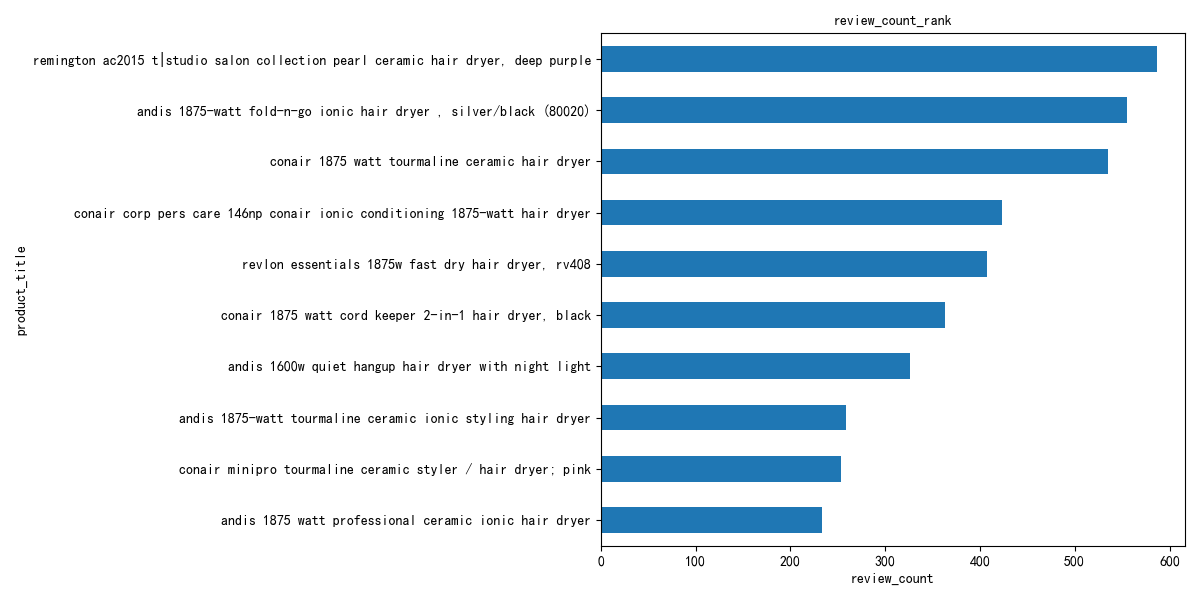 review_count_rank
remington ac2015 t|studio salon collection pearl ceramic hair dryer, deep purple
andis 1875-watt fold-n-go ionic hair dryer , silver/black (80020)
conair 1875 watt tourmaline ceramic hair dryer
conair corp pers care 146np conair ionic conditioning 1875-watt hair dryer
revlon essentials 1875w fast dry hair dryer, rv408
conair 1875 watt cord keeper 2-in-1 hair dryer, black
andis 1600w quiet hangup hair dryer with night light
andis 1875-watt tourmaline ceramic ionic styling hair dryer
conair minipro tourmaline ceramic styler / hair dryer; pink
andis 1875 watt professional ceramic ionic hair dryer
product_title
0 100 200 300 400 500 600
review_count